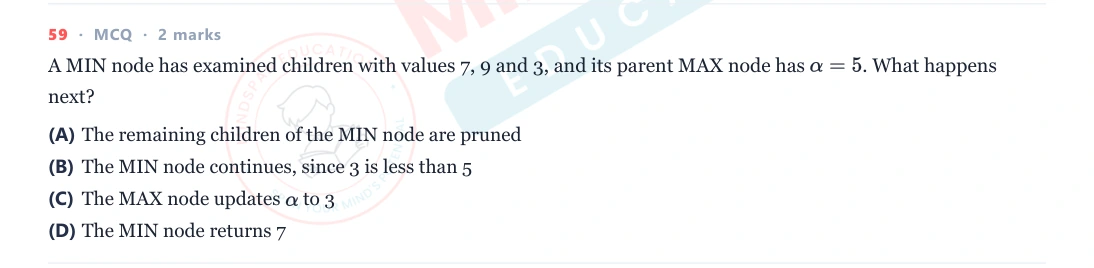 59 · MCQ · 2 marks
A MIN node has examined children with values 7, 9 and 3, and its parent MAX node has α = 5. What happens
next?
(A) The remaining children of the MIN node are pruned
(B) The MIN node continues, since 3 is less than 5
(C) The MAX node updates α to 3
(D) The MIN node returns 7